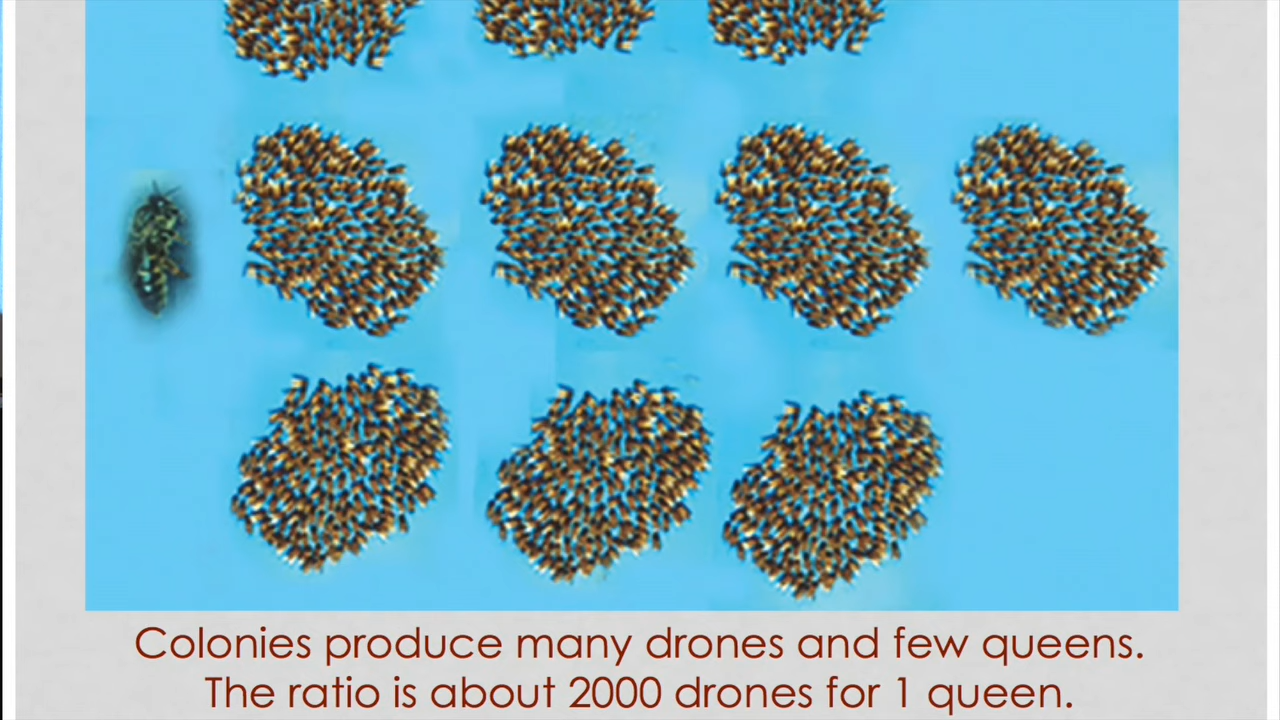 Colonies produce many drones and few queens.
The ratio is about 2000 drones for 1 queen.